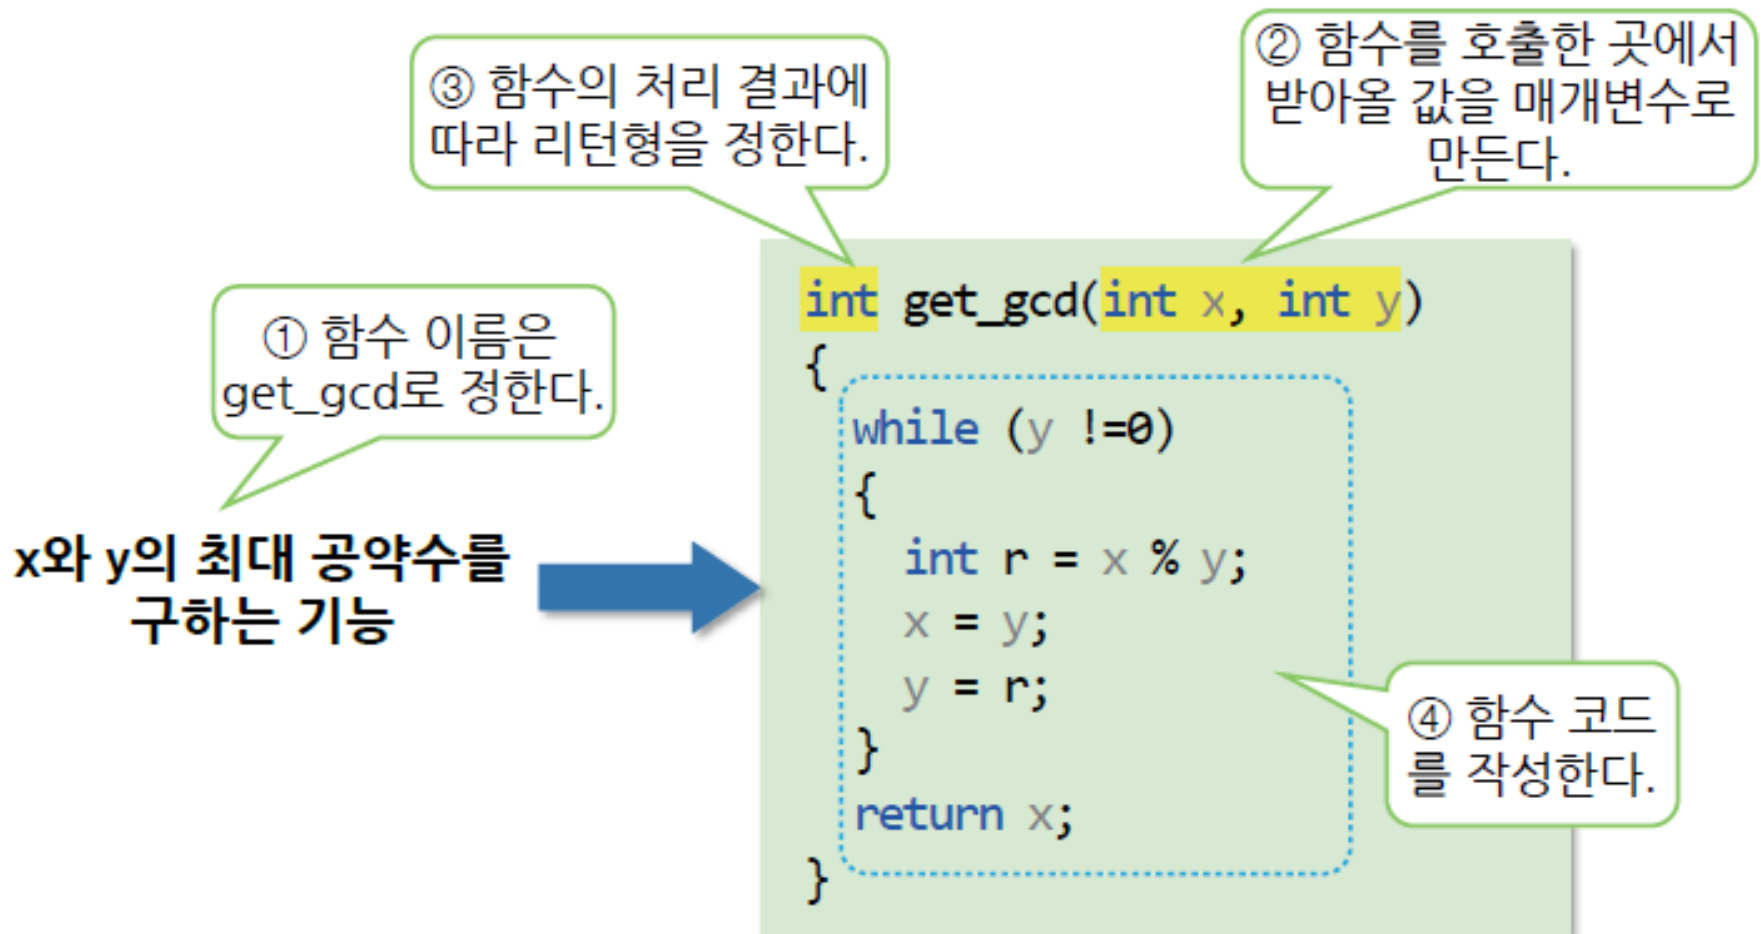 ③ 함수의 처리 결과에
따라 리턴형을 정한다.
② 함수를 호출한 곳에서
받아올 값을 매개변수로
만든다.
① 함수 이름은
get_gcd로 정한다.
x와 y의 최대 공약수를
구하는 기능
int get_gcd(int x, int y)
{
while (y !=0)
{
int r = x % y;
x = y;
y = r;
}
return x;
}
④ 함수 코드
를 작성한다.